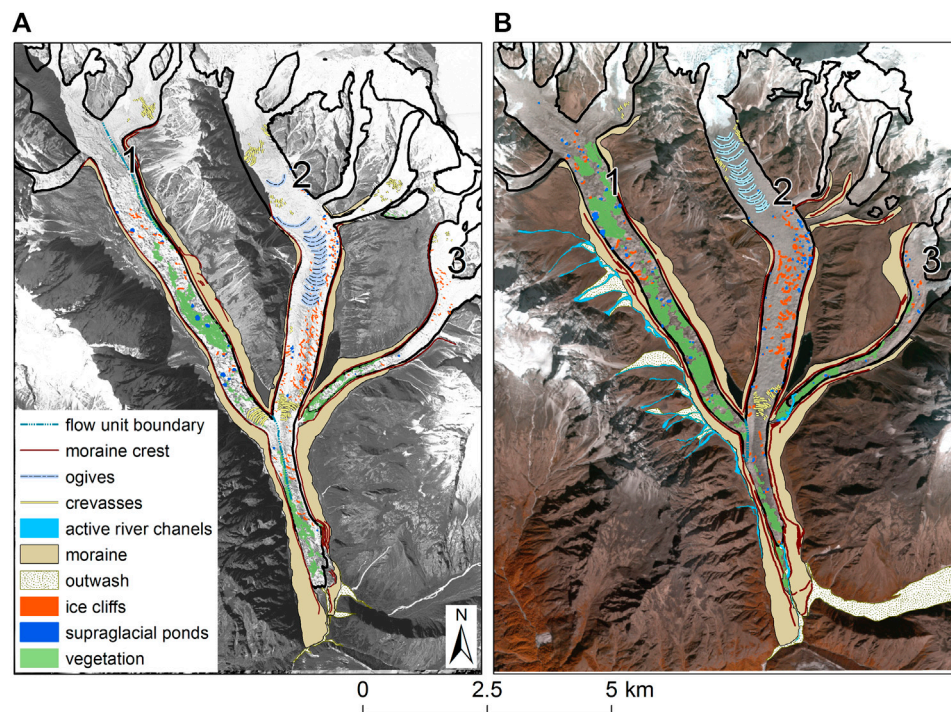 A
B
1
2
3
1
2
3
flow unit boundary
moraine crest
ogives
crevasses
active river chanels
moraine
outwash
ice cliffs
supraglacial ponds
vegetation
N
0 2.5 5 km